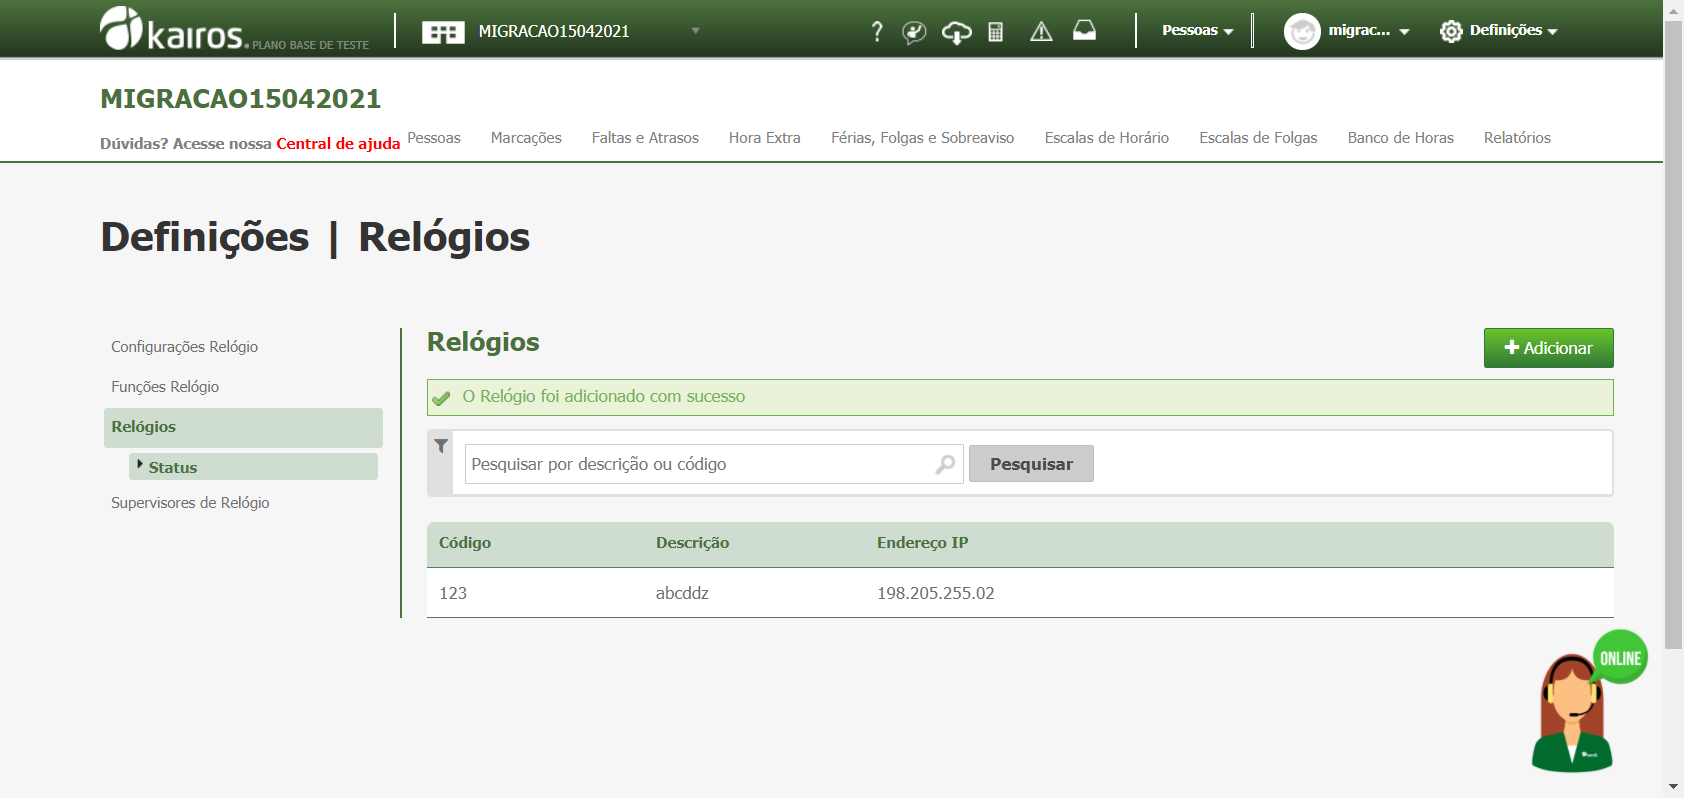 kairos. PLANO BASE DE TESTE
MIGRACAO15042021
?
Pessoas
migrac...
Definições
MIGRACAO15042021
Dúvidas? Acesse nossa Central de ajuda
Pessoas
Marcações
Faltas e Atrasos
Hora Extra
Férias, Folgas e Sobreaviso
Escalas de Horário
Escalas de Folgas
Banco de Horas
Relatórios
Definições | Relógios
Configurações Relógio
Funções Relógio
Relógios
Status
Supervisores de Relógio
Relógios
Adicionar
O Relógio foi adicionado com sucesso
Pesquisar por descrição ou código
Pesquisar
Código Descrição Endereço IP
123 abcddz 198.205.255.02
ONLINE